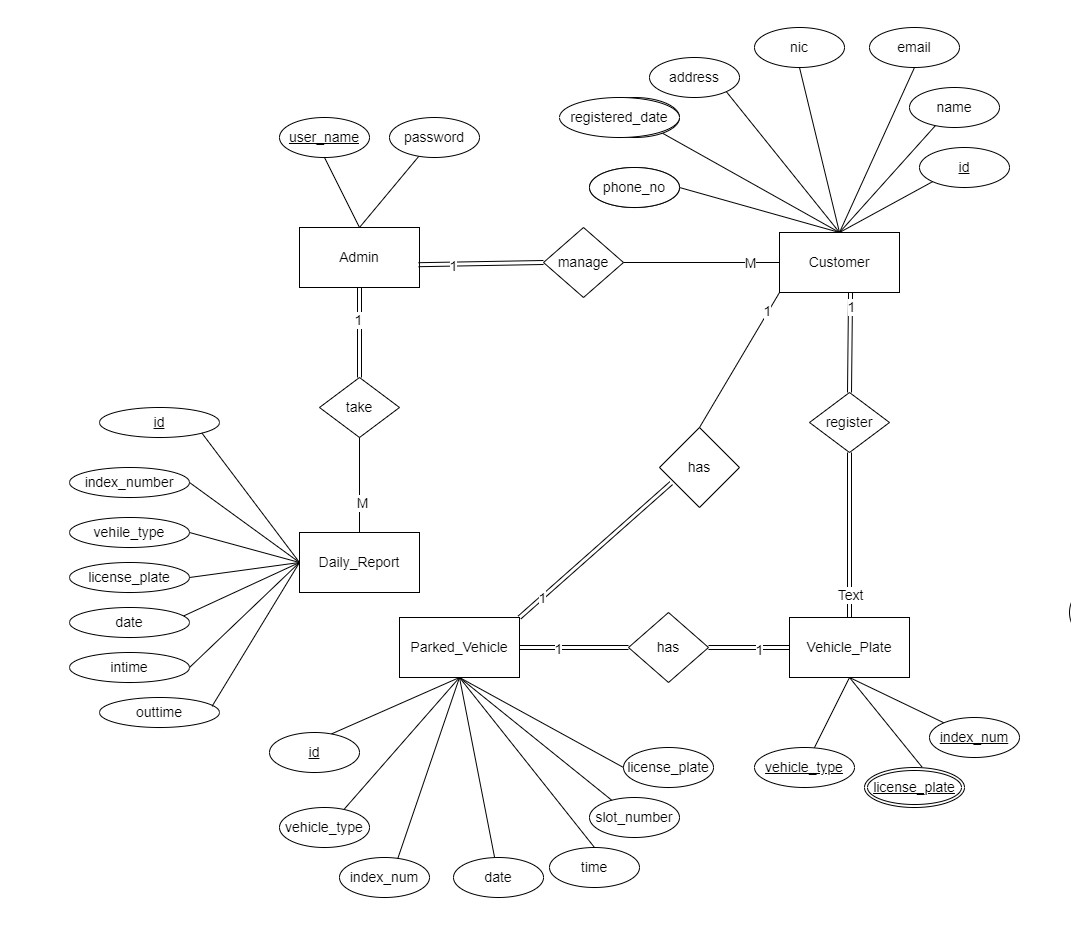 nic
email
address
name
registered_date
user_name
password
id
phone_no
Admin
1
manage
M
Customer
1
1
1
take
register
id
has
index_number
M
vehile_type
Daily_Report
license_plate
1
Text
date
Parked_Vehicle
1
has
1
Vehicle_Plate
intime
outtime
index_num
id
license_plate
vehicle_type
license_plate
slot_number
vehicle_type
time
index_num
date